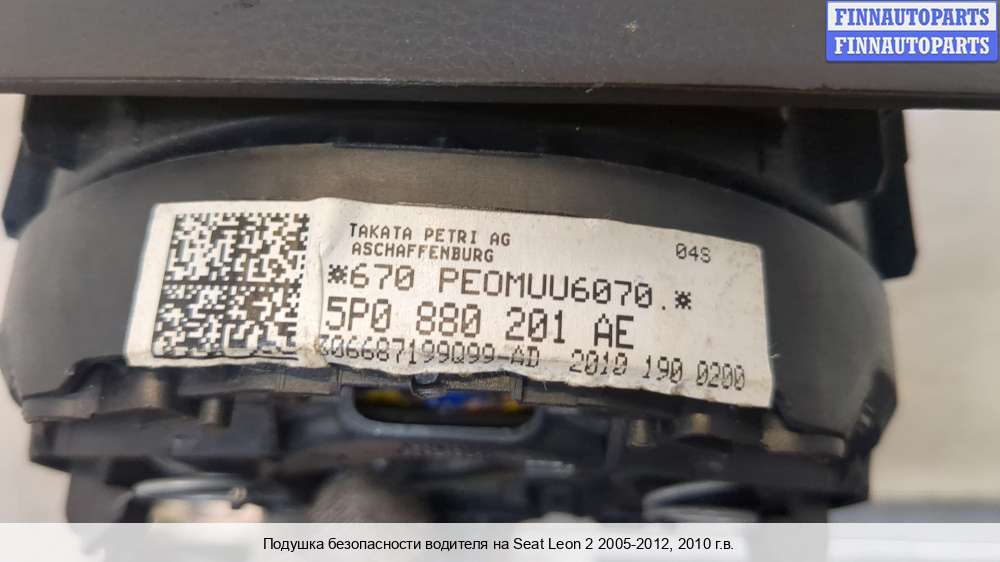 FINNAUTOPARTS
FINNAUTOPARTS
TAKATA PETRI AG
ASCHAFFENBURG
04S
*670 PEOMUU6070.*
5P0 880 201 AE
306687199Q99-AD 2010 190 0200
Подушка безопасности водителя на Seat Leon 2 2005-2012, 2010 г.в.